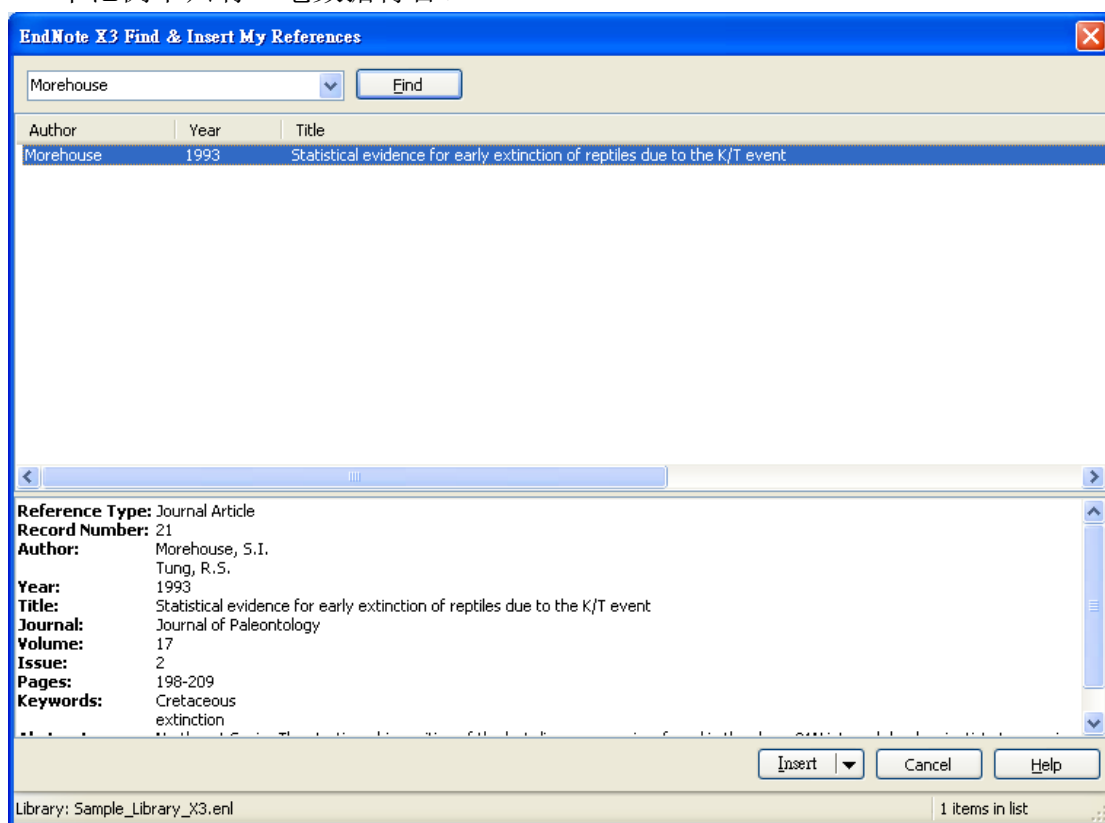 EndNote X3 Find & Insert My References
Morehouse Find
Author Year Title
Morehouse 1993 Statistical evidence for early extinction of reptiles due to the K/T event
Reference Type: Journal Article
Record Number: 21
Author: Morehouse, S.I.
Tung, R.S.
Year: 1993
Title: Statistical evidence for early extinction of reptiles due to the K/T event
Journal: Journal of Paleontology
Volume: 17
Issue: 2
Pages: 198-209
Keywords: Cretaceous
extinction
Insert Cancel Help
Library: Sample_Library_X3.enl 1 items in list